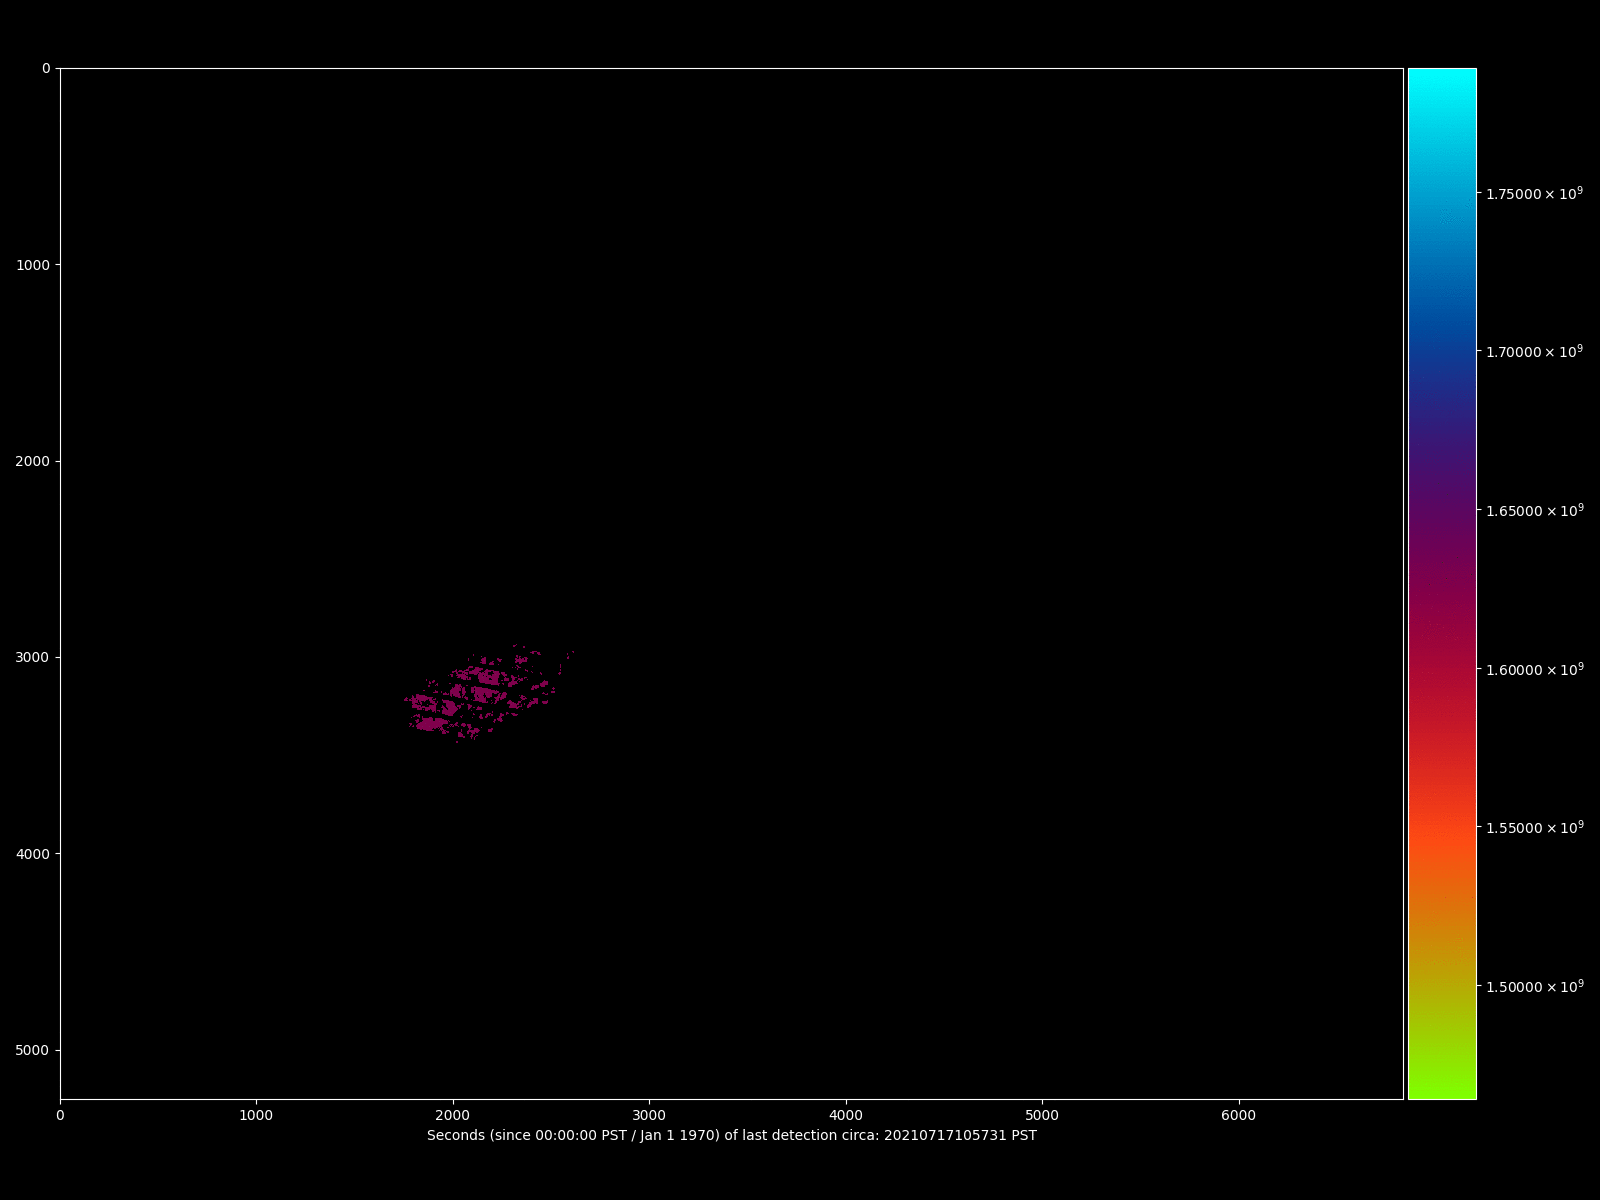 0
1000
2000
3000
4000
5000
0 1000 2000 3000 4000 5000 6000
Seconds (since 00:00:00 PST / Jan 1 1970) of last detection circa: 20210717105731 PST
1.75000 × 10⁹
1.70000 × 10⁹
1.65000 × 10⁹
1.60000 × 10⁹
1.55000 × 10⁹
1.50000 × 10⁹